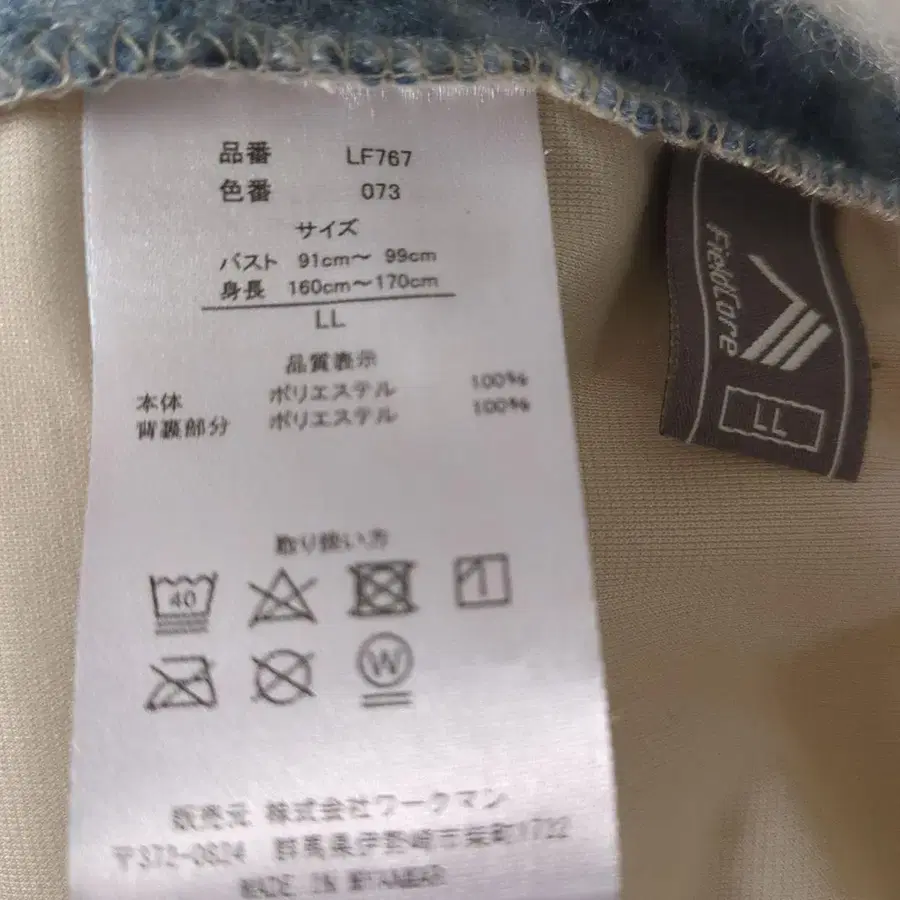 品番 LF767
色番 073
サイズ
バスト 91cm～ 99cm
身長 160cm～170cm
LL
品質表示
本体 ポリエステル 100%
背裏部分 ポリエステル 100%
取り扱い方
40
W
販売元 株式会社ワークマン
〒372-0824 群馬県伊勢崎市柴町1732
MADE IN MYANMAR
FieldCore
LL